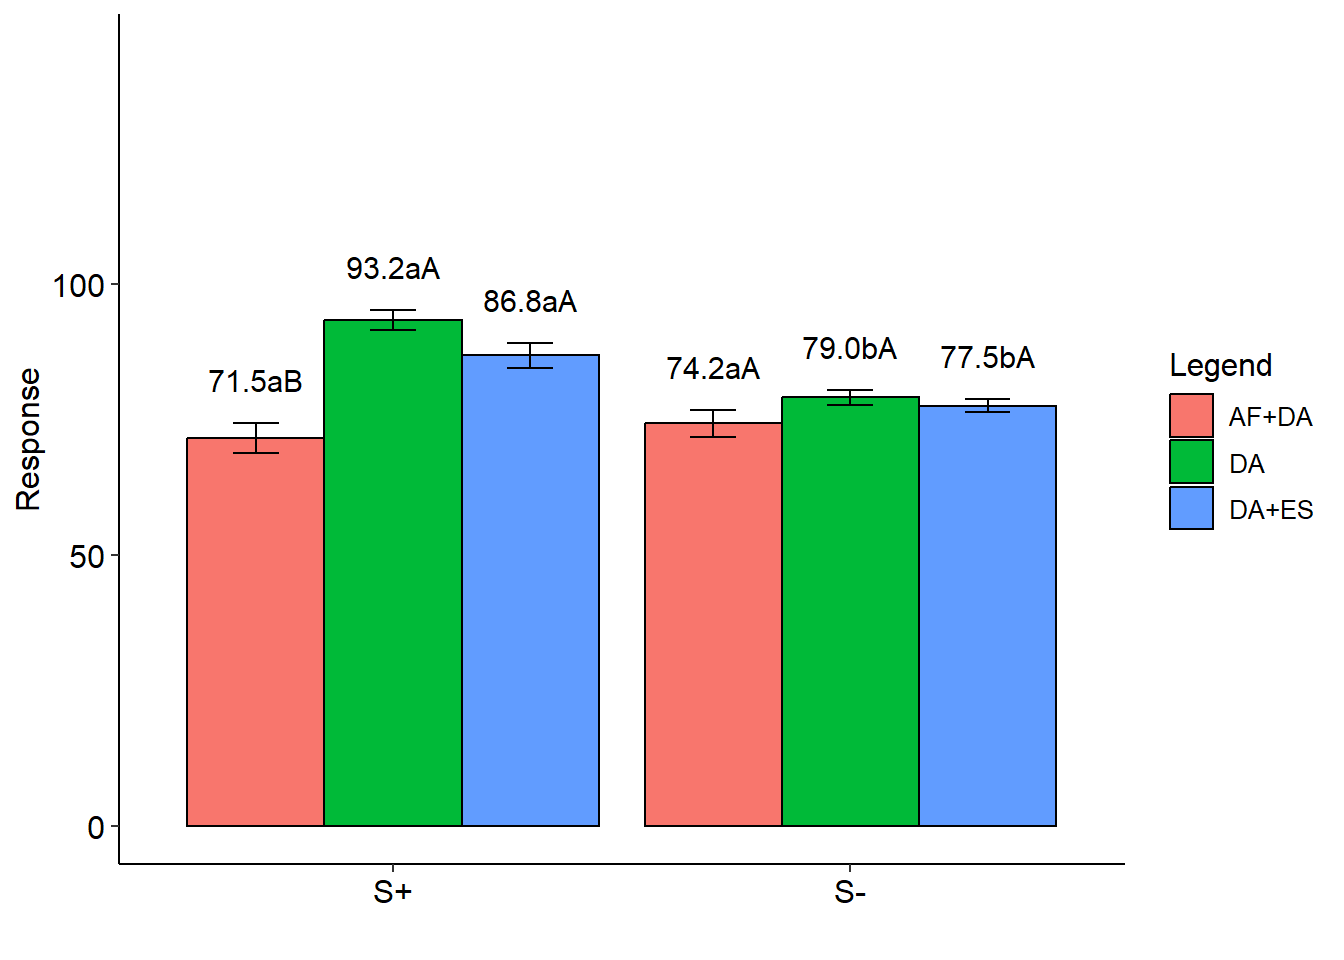 Response
100
50
0
71.5aB
93.2aA
86.8aA
74.2aA
79.0bA
77.5bA
S+
S-
Legend
AF+DA
DA
DA+ES